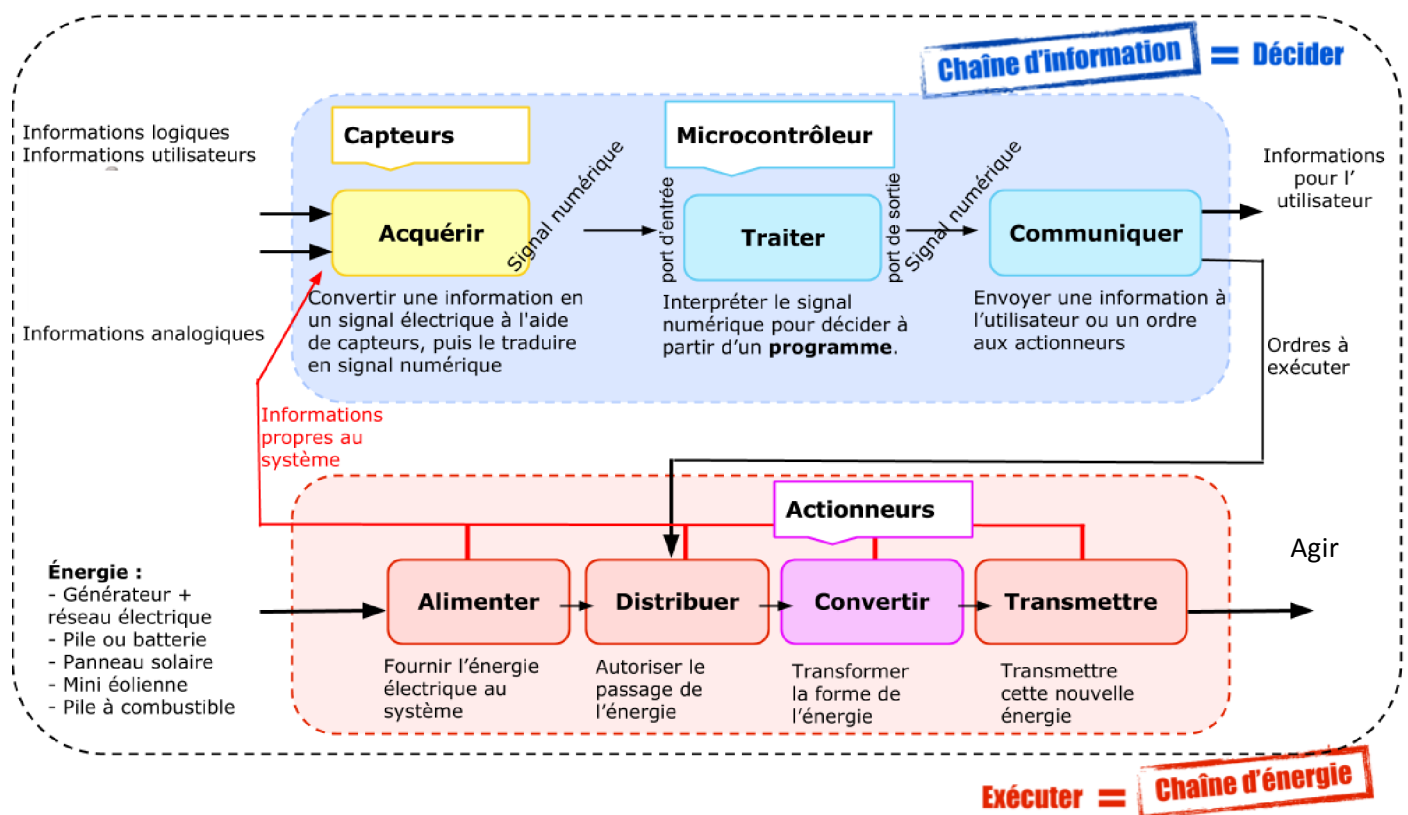 Chaîne d'information = Décider
Informations logiques
Informations utilisateurs
Capteurs
Microcontrôleur
Acquérir
Signal numérique
port d'entrée
Traiter
port de sortie
Signal numérique
Communiquer
Informations
pour l'
utilisateur
Informations analogiques
Convertir une information en
un signal électrique à l'aide
de capteurs, puis le traduire
en signal numérique
Interpréter le signal
numérique pour décider à
partir d'un programme.
Envoyer une information à
l'utilisateur ou un ordre
aux actionneurs
Ordres à
exécuter
Informations
propres au
système
Actionneurs
Énergie :
- Générateur +
réseau électrique
- Pile ou batterie
- Panneau solaire
- Mini éolienne
- Pile à combustible
Alimenter
Distribuer
Convertir
Transmettre
Agir
Fournir l'énergie
électrique au
système
Autoriser le
passage de
l'énergie
Transformer
la forme de
l'énergie
Transmettre
cette nouvelle
énergie
Exécuter = Chaîne d'énergie